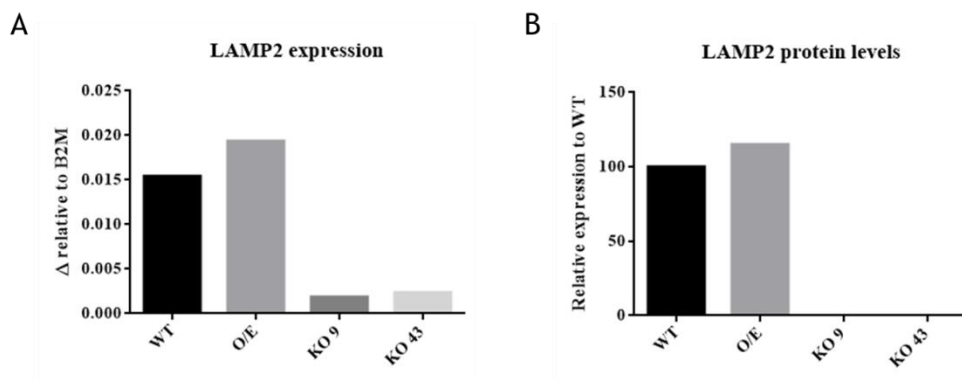 A
LAMP2 expression
Δ relative to B2M
0.025
0.020
0.015
0.010
0.005
0.000
WT
O/E
KO 9
KO 43
B
LAMP2 protein levels
Relative expression to WT
150
100
50
0
WT
O/E
KO 9
KO 43